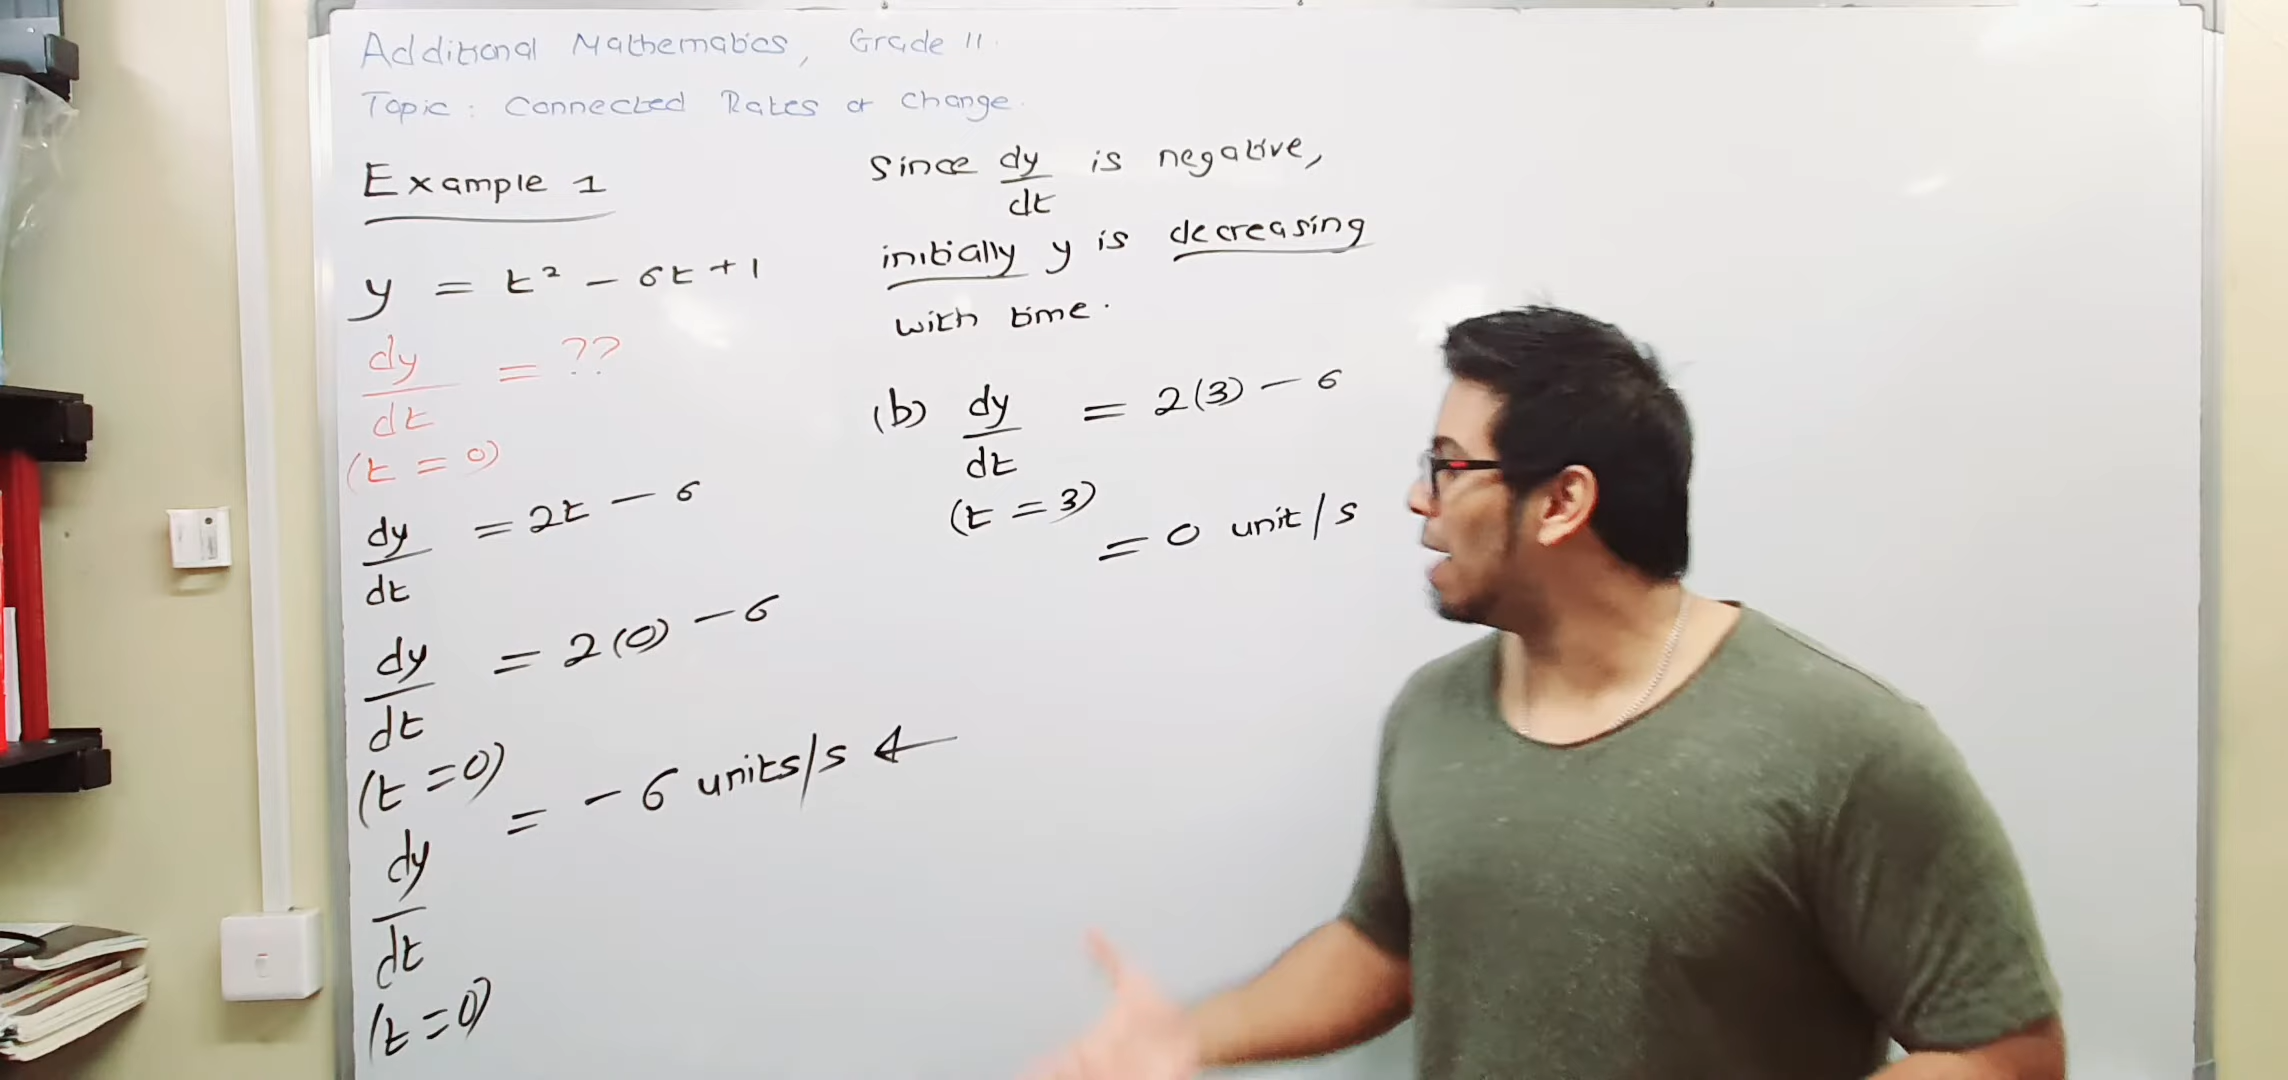 Additional Mathematics, Grade 11.
Topic: Connected Rates of Change.
Example 1
y = t² - 6t + 1
dy/dt = ??
(t = 0)
dy/dt = 2t - 6
dy/dt = 2(0) - 6
(t = 0)
dy/dt = - 6 units/s ←
(t = 0)
Since dy/dt is negative,
initially y is decreasing
with time.
(b) dy/dt = 2(3) - 6
(t = 3)
= 0 unit/s